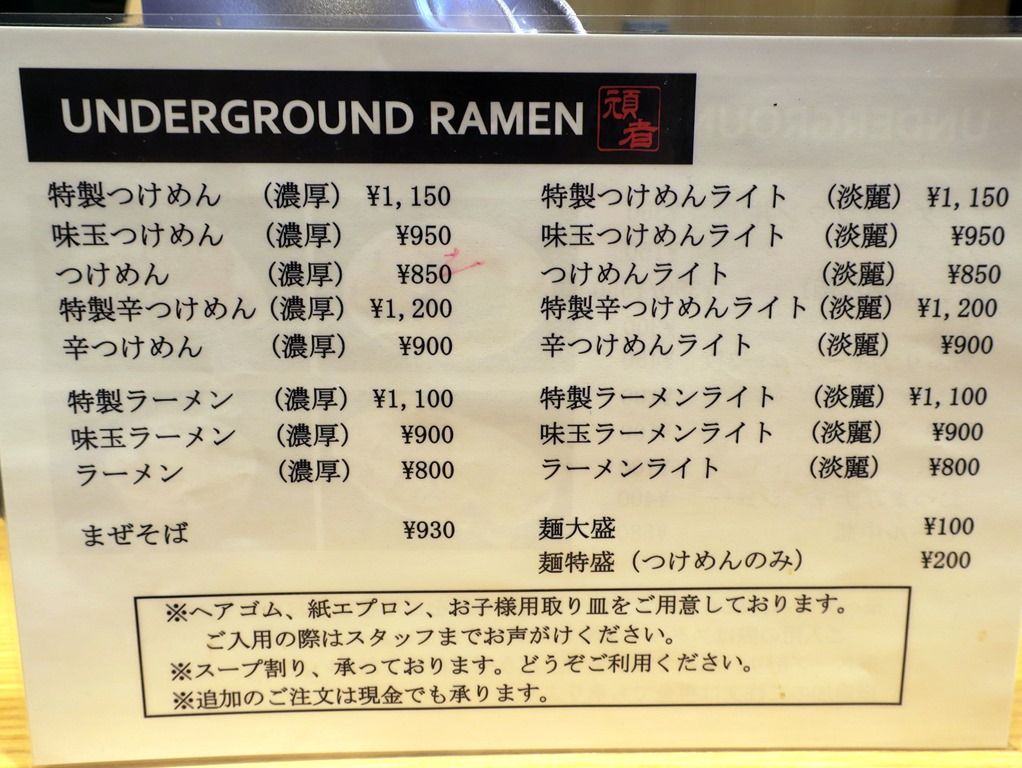 UNDERGROUND RAMEN 頑者
特製つけめん (濃厚) ¥1,150
味玉つけめん (濃厚) ¥950
つけめん (濃厚) ¥850
特製辛つけめん (濃厚) ¥1,200
辛つけめん (濃厚) ¥900
特製ラーメン (濃厚) ¥1,100
味玉ラーメン (濃厚) ¥900
ラーメン (濃厚) ¥800
まぜそば ¥930
特製つけめんライト (淡麗) ¥1,150
味玉つけめんライト (淡麗) ¥950
つけめんライト (淡麗) ¥850
特製辛つけめんライト (淡麗) ¥1,200
辛つけめんライト (淡麗) ¥900
特製ラーメンライト (淡麗) ¥1,100
味玉ラーメンライト (淡麗) ¥900
ラーメンライト (淡麗) ¥800
麺大盛 ¥100
麺特盛 (つけめんのみ) ¥200
※ヘアゴム、紙エプロン、お子様用取り皿をご用意しております。
ご入用の際はスタッフまでお声がけください。
※スープ割り、承っております。どうぞご利用ください。
※追加のご注文は現金でも承ります。